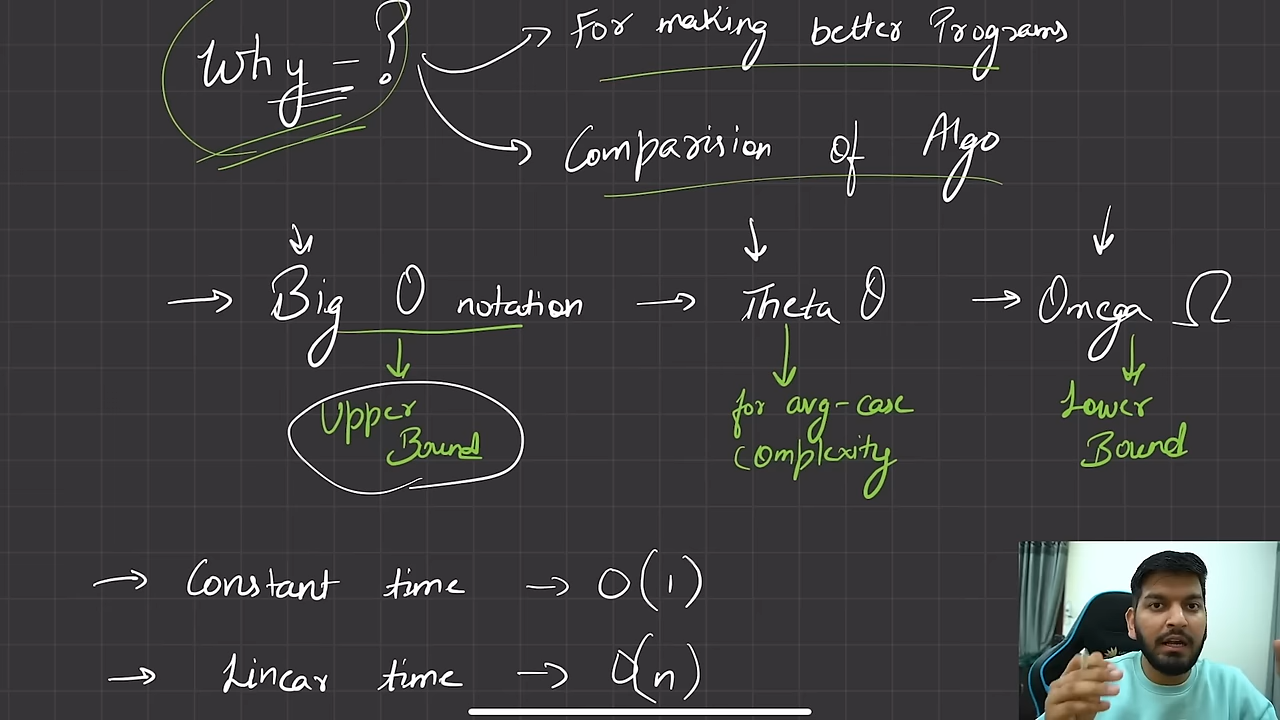 Why - ?
→ For making better Programs
→ Comparision of Algo
→ Big O notation → Theta θ → Omega Ω
Upper Bound
for avg-case complexity
Lower Bound
→ Constant time → O(1)
→ Linear time → O(n)